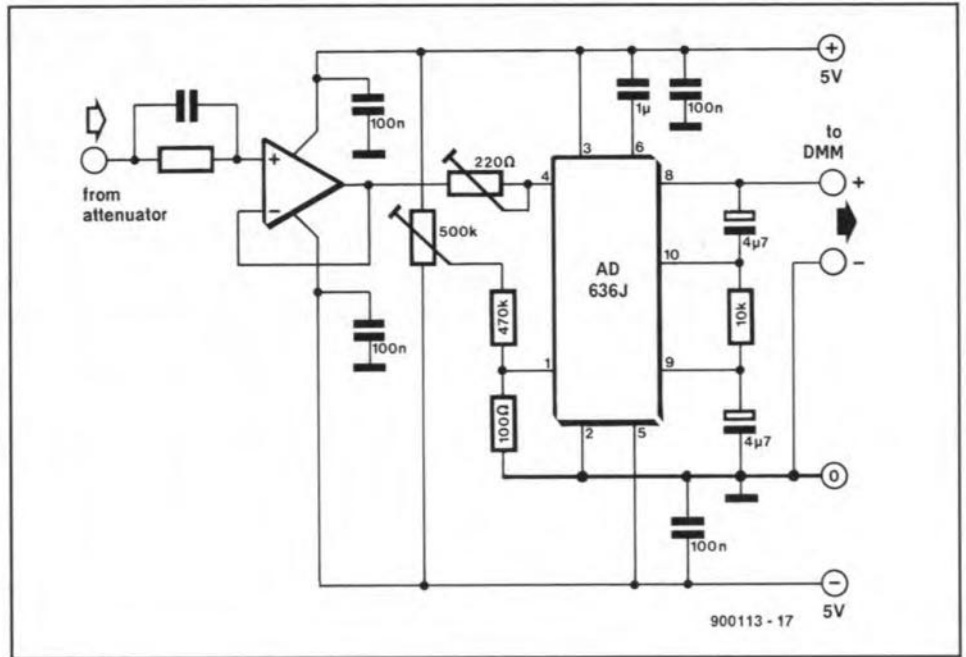 +
5V
100n
1µ
100n
3
6
to
DMM
from
attenuator
+
−
220Ω
4
8
+
4µ7
−
500k
10
AD
636J
470k
10k
100n
1
9
100Ω
4µ7
2
5
0
100n
−
5V
900113 - 17